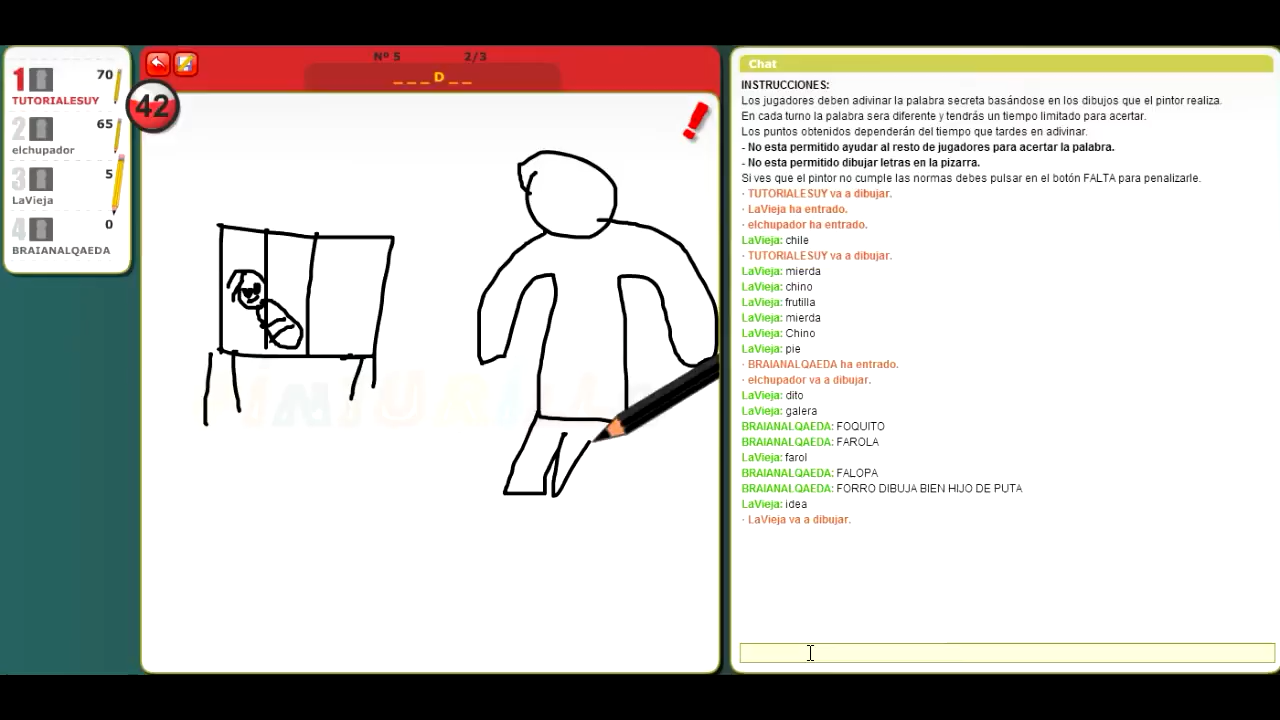 1 70
TUTORIALESUY
2 65
elchupador
3 5
LaVieja
4 0
BRAIANALQAEDA
42
Nº 5 2/3
_ _ _ D _ _
Chat
INSTRUCCIONES:
Los jugadores deben adivinar la palabra secreta basándose en los dibujos que el pintor realiza.
En cada turno la palabra sera diferente y tendrás un tiempo limitado para acertar.
Los puntos obtenidos dependerán del tiempo que tardes en adivinar.
- No esta permitido ayudar al resto de jugadores para acertar la palabra.
- No esta permitido dibujar letras en la pizarra.
Si ves que el pintor no cumple las normas debes pulsar en el botón FALTA para penalizarle.
· TUTORIALESUY va a dibujar.
· LaVieja ha entrado.
· elchupador ha entrado.
LaVieja: chile
· TUTORIALESUY va a dibujar.
LaVieja: mierda
LaVieja: chino
LaVieja: frutilla
LaVieja: mierda
LaVieja: Chino
LaVieja: pie
· BRAIANALQAEDA ha entrado.
· elchupador va a dibujar.
LaVieja: dito
LaVieja: galera
BRAIANALQAEDA: FOQUITO
BRAIANALQAEDA: FAROLA
LaVieja: farol
BRAIANALQAEDA: FALOPA
BRAIANALQAEDA: FORRO DIBUJA BIEN HIJO DE PUTA
LaVieja: idea
· LaVieja va a dibujar.